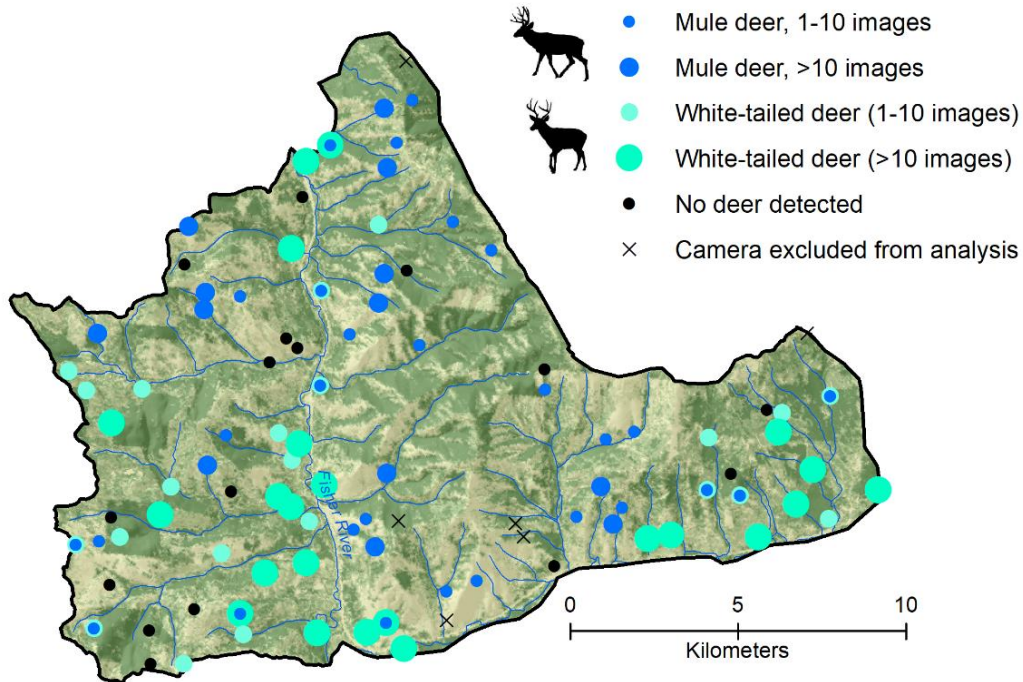 Mule deer, 1-10 images
Mule deer, >10 images
White-tailed deer (1-10 images)
White-tailed deer (>10 images)
No deer detected
Camera excluded from analysis
Fisher River
0 5 10
Kilometers